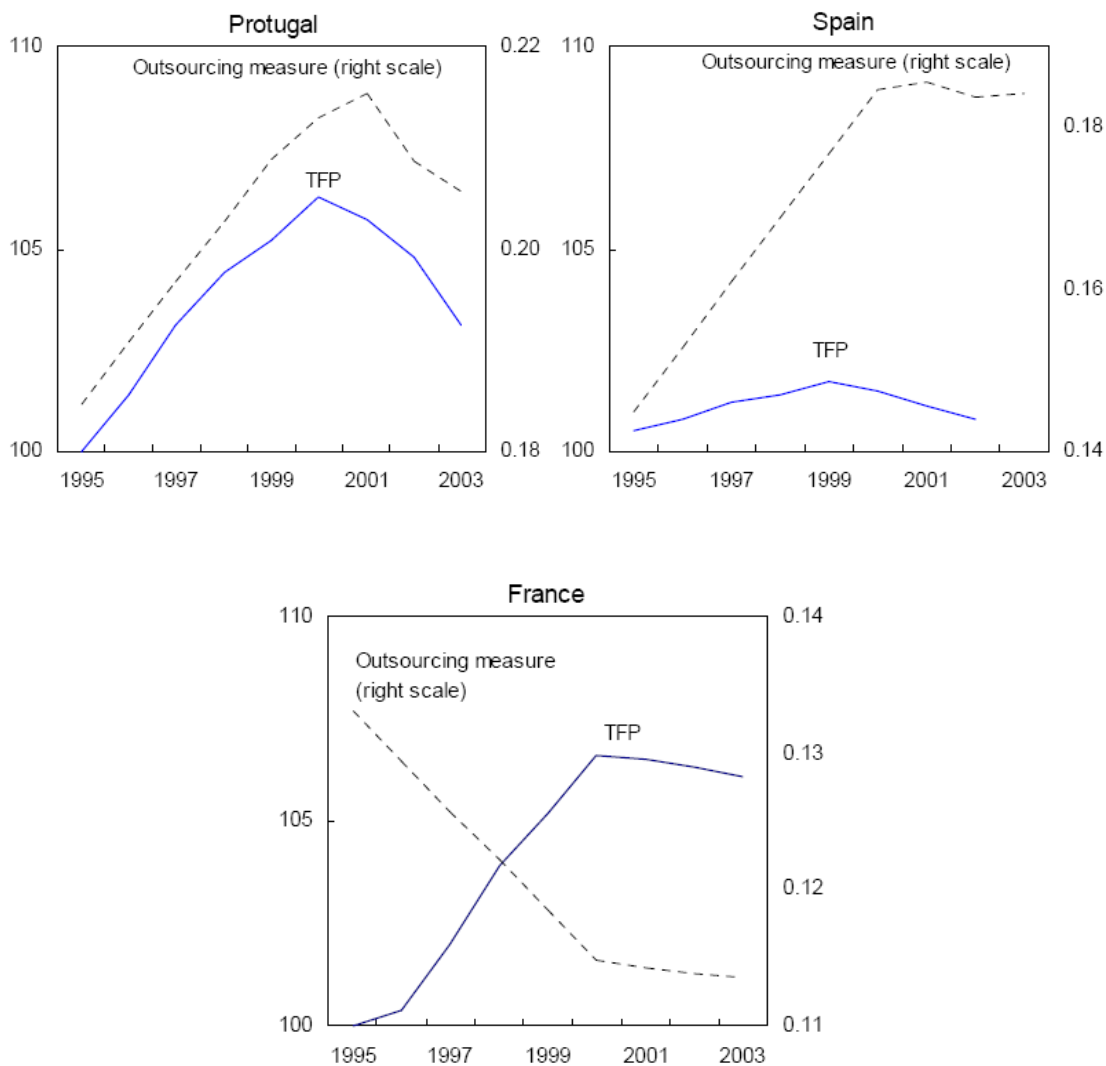 Protugal
110
0.22
Outsourcing measure (right scale)
TFP
105
0.20
100
0.18
1995 1997 1999 2001 2003
Spain
110
Outsourcing measure (right scale)
0.18
105
0.16
TFP
100
0.14
1995 1997 1999 2001 2003
France
110
0.14
Outsourcing measure
(right scale)
TFP
0.13
105
0.12
100
0.11
1995 1997 1999 2001 2003